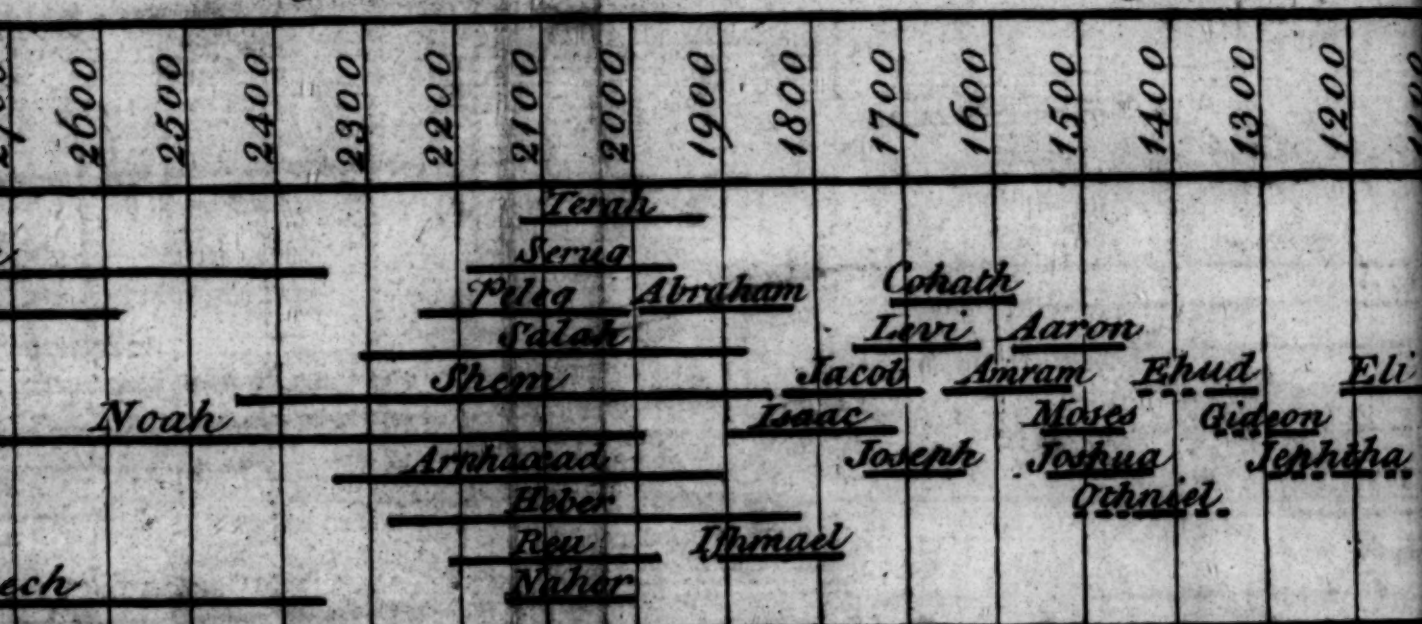 2600 2500 2400 2300 2200 2100 2000 1900 1800 1700 1600 1500 1400 1300 1200
Terah
Serug
Peleg Abraham Cohath
Salah Levi Aaron
Shem Jacob Amram Ehud Eli
Noah Isaac Moses Gideon
Arphaxad Joseph Joshua Jephtha
Heber Othniel
Reu Ishmael
ech Nahor